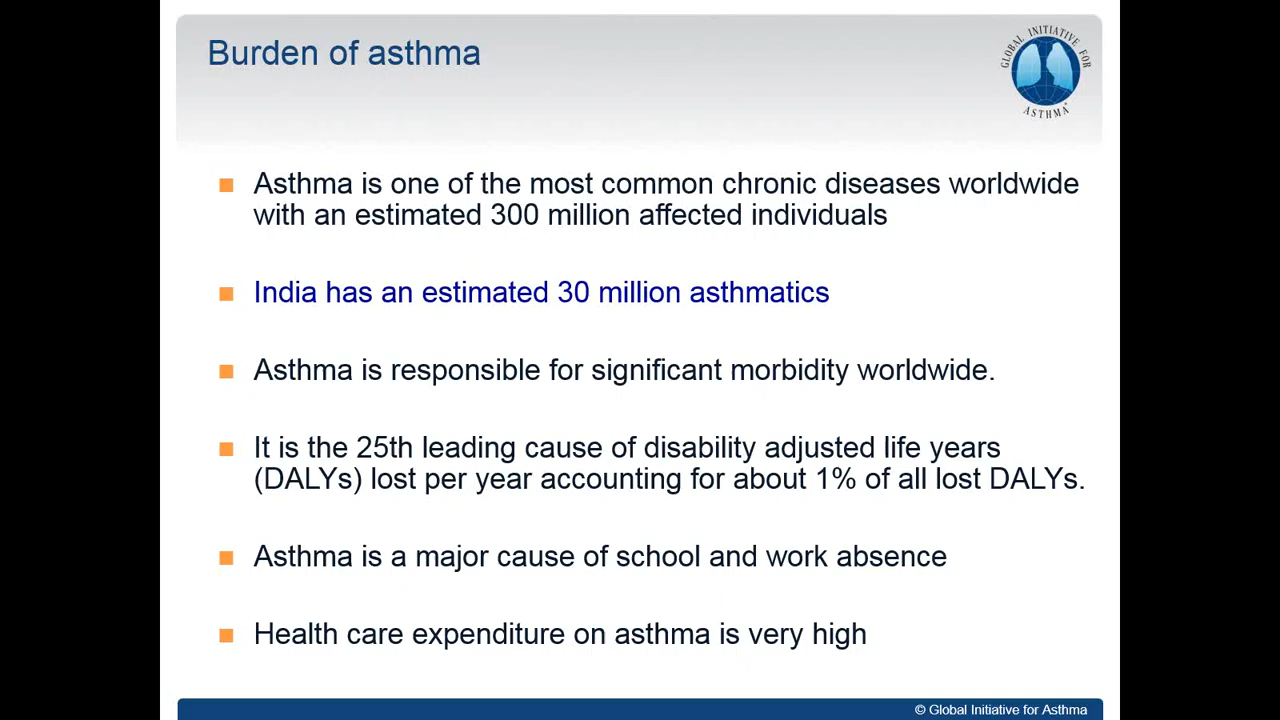 Burden of asthma
GLOBAL INITIATIVE FOR
ASTHMA
Asthma is one of the most common chronic diseases worldwide
with an estimated 300 million affected individuals
India has an estimated 30 million asthmatics
Asthma is responsible for significant morbidity worldwide.
It is the 25th leading cause of disability adjusted life years
(DALYs) lost per year accounting for about 1% of all lost DALYs.
Asthma is a major cause of school and work absence
Health care expenditure on asthma is very high
© Global Initiative for Asthma